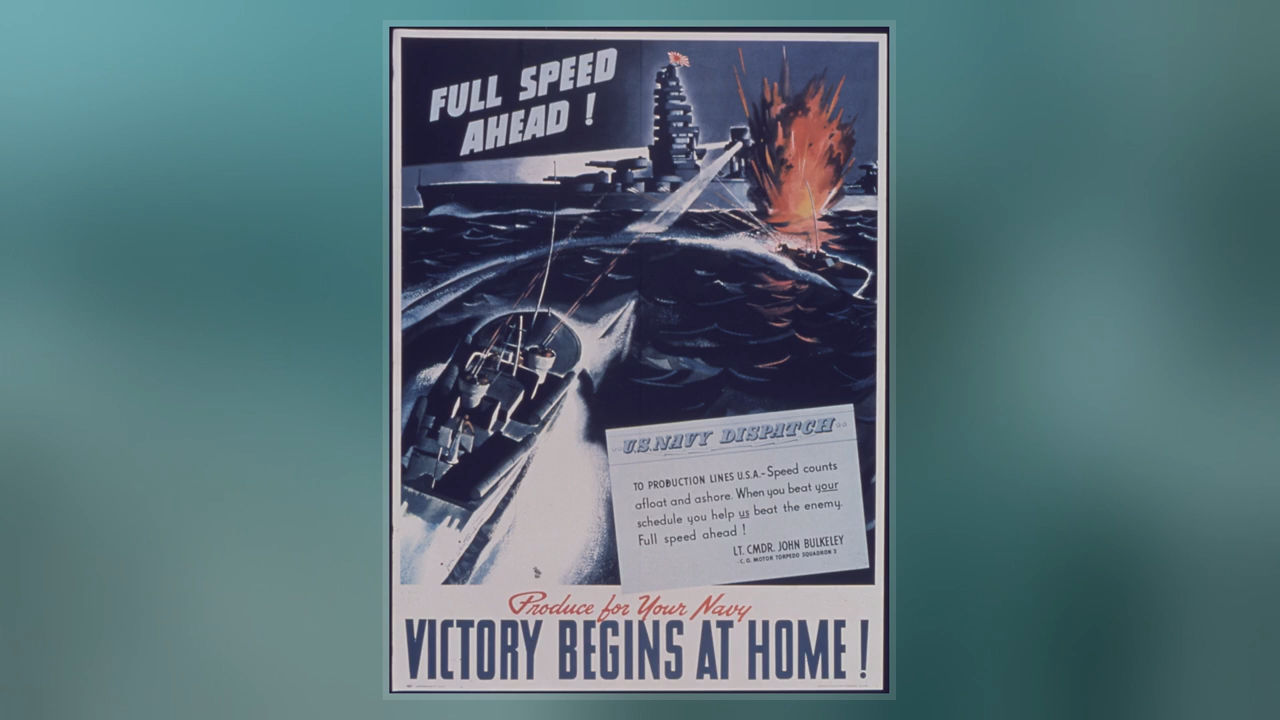 FULL SPEED
AHEAD!
U.S. NAVY DISPATCH
TO PRODUCTION LINES U.S.A.-Speed counts
afloat and ashore. When you beat your
schedule you help us beat the enemy.
Full speed ahead!
LT. CMDR. JOHN BULKELEY
- C.O. MOTOR TORPEDO SQUADRON 3
Produce for Your Navy
VICTORY BEGINS AT HOME!